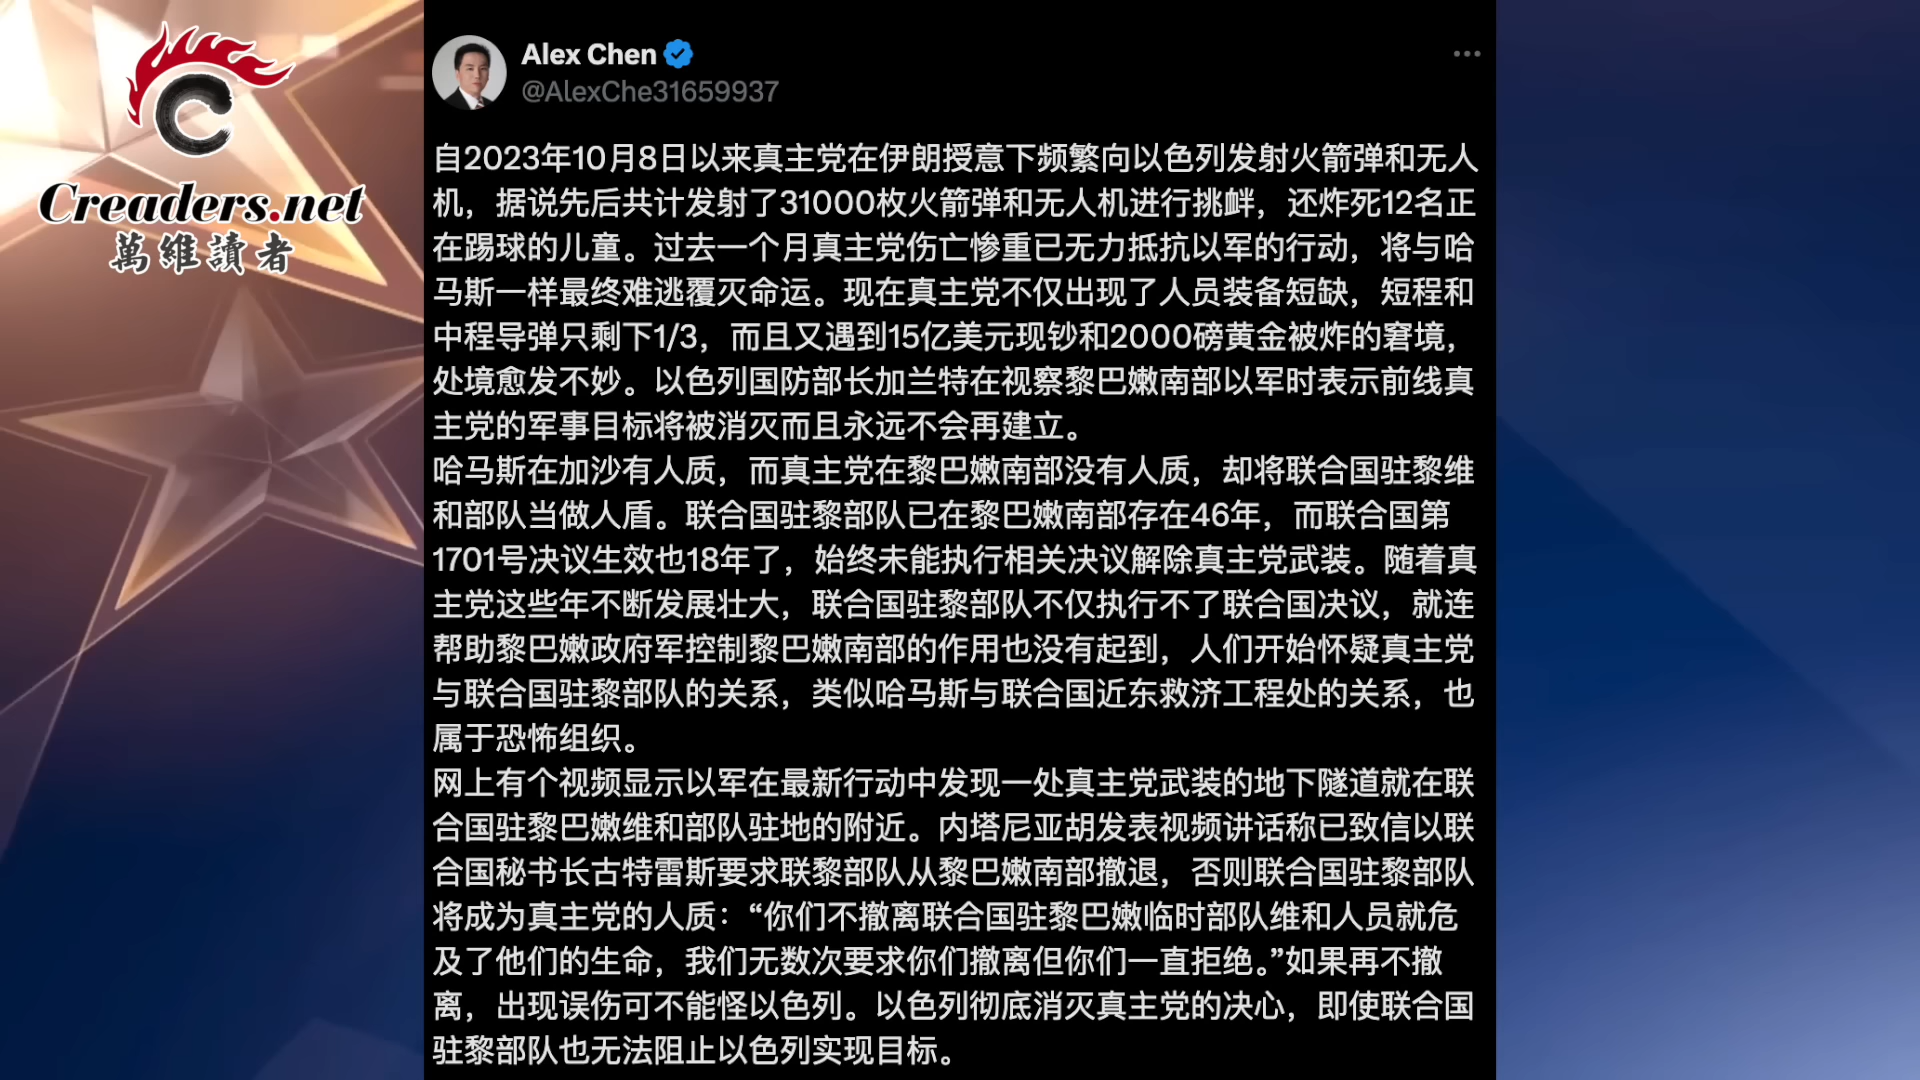 Creaders.net
萬維讀者
Alex Chen
@AlexChe31659937
自2023年10月8日以来真主党在伊朗授意下频繁向以色列发射火箭弹和无人
机，据说先后共计发射了31000枚火箭弹和无人机进行挑衅，还炸死12名正
在踢球的儿童。过去一个月真主党伤亡惨重已无力抵抗以军的行动，将与哈
马斯一样最终难逃覆灭命运。现在真主党不仅出现了人员装备短缺，短程和
中程导弹只剩下1/3，而且又遇到15亿美元现钞和2000磅黄金被炸的窘境，
处境愈发不妙。以色列国防部长加兰特在视察黎巴嫩南部以军时表示前线真
主党的军事目标将被消灭而且永远不会再建立。
哈马斯在加沙有人质，而真主党在黎巴嫩南部没有人质，却将联合国驻黎维
和部队当做人盾。联合国驻黎部队已在黎巴嫩南部存在46年，而联合国第
1701号决议生效也18年了，始终未能执行相关决议解除真主党武装。随着真
主党这些年不断发展壮大，联合国驻黎部队不仅执行不了联合国决议，就连
帮助黎巴嫩政府军控制黎巴嫩南部的作用也没有起到，人们开始怀疑真主党
与联合国驻黎部队的关系，类似哈马斯与联合国近东救济工程处的关系，也
属于恐怖组织。
网上有个视频显示以军在最新行动中发现一处真主党武装的地下隧道就在联
合国驻黎巴嫩维和部队驻地的附近。内塔尼亚胡发表视频讲话称已致信以联
合国秘书长古特雷斯要求联黎部队从黎巴嫩南部撤退，否则联合国驻黎部队
将成为真主党的人质：“你们不撤离联合国驻黎巴嫩临时部队维和人员就危
及了他们的生命，我们无数次要求你们撤离但你们一直拒绝。”如果再不撤
离，出现误伤可不能怪以色列。以色列彻底消灭真主党的决心，即使联合国
驻黎部队也无法阻止以色列实现目标。